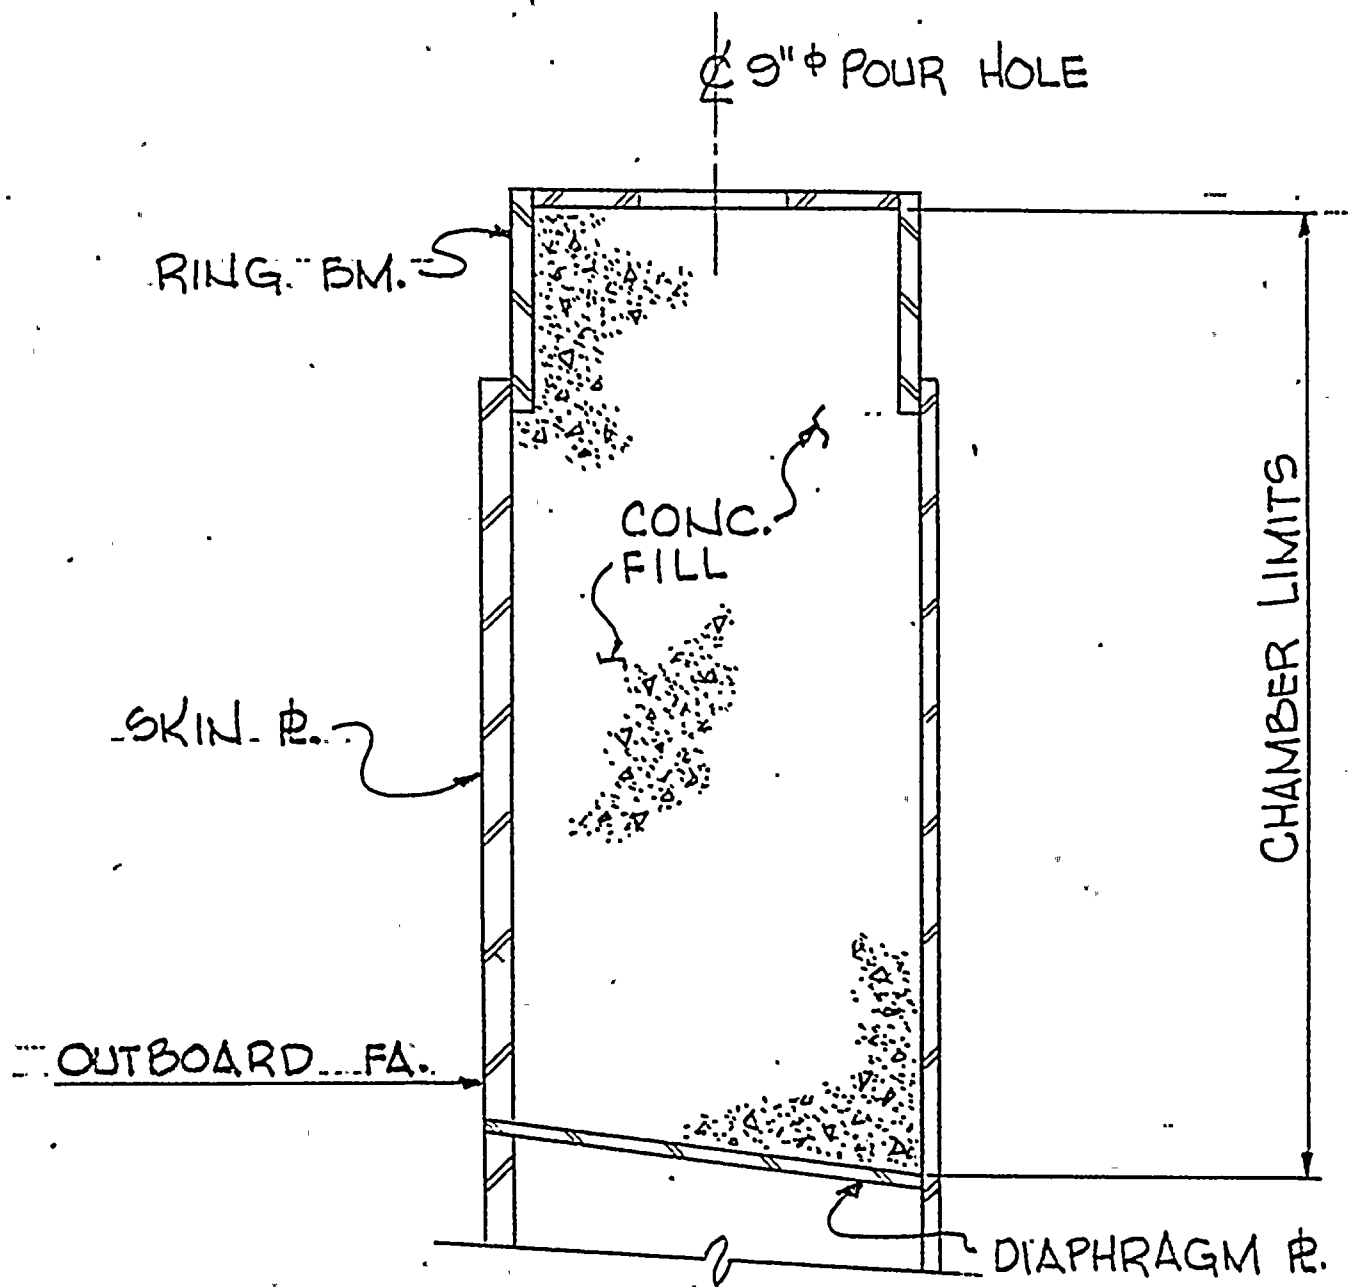 ℄ 9"⌀ POUR HOLE
RING BM.
CONC.
FILL
CHAMBER LIMITS
SKIN ⅊.
OUTBOARD FA.
DIAPHRAGM ⅊.